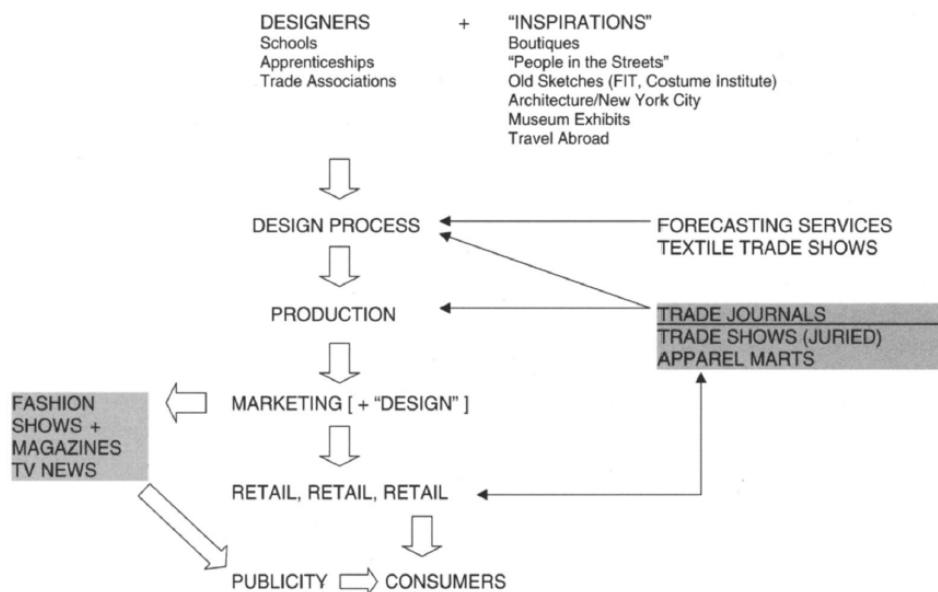 DESIGNERS + “INSPIRATIONS”
Schools Boutiques
Apprenticeships “People in the Streets”
Trade Associations Old Sketches (FIT, Costume Institute)
Architecture/New York City
Museum Exhibits
Travel Abroad
DESIGN PROCESS FORECASTING SERVICES
TEXTILE TRADE SHOWS
PRODUCTION TRADE JOURNALS
TRADE SHOWS (JURIED)
APPAREL MARTS
FASHION MARKETING [ + “DESIGN” ]
SHOWS +
MAGAZINES
TV NEWS
RETAIL, RETAIL, RETAIL
PUBLICITY CONSUMERS